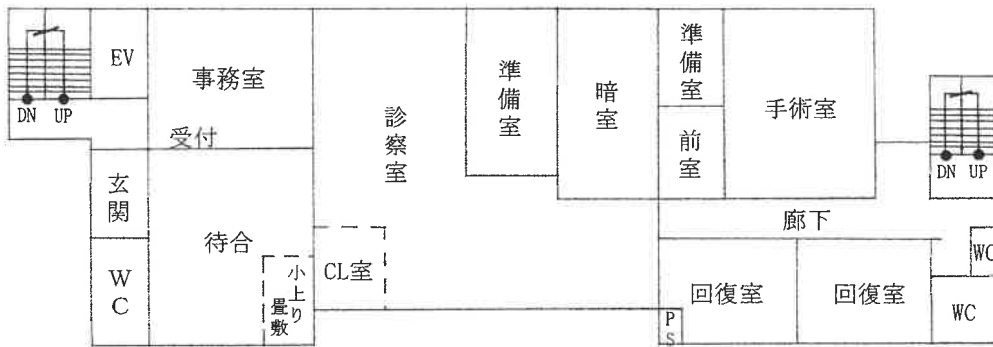 EV
DN UP
事務室
受付
玄関
WC
待合
小上り
畳敷
診察室
CL室
準備室
暗室
準備室
前室
手術室
DN UP
廊下
回復室
回復室
PS
WC
WC